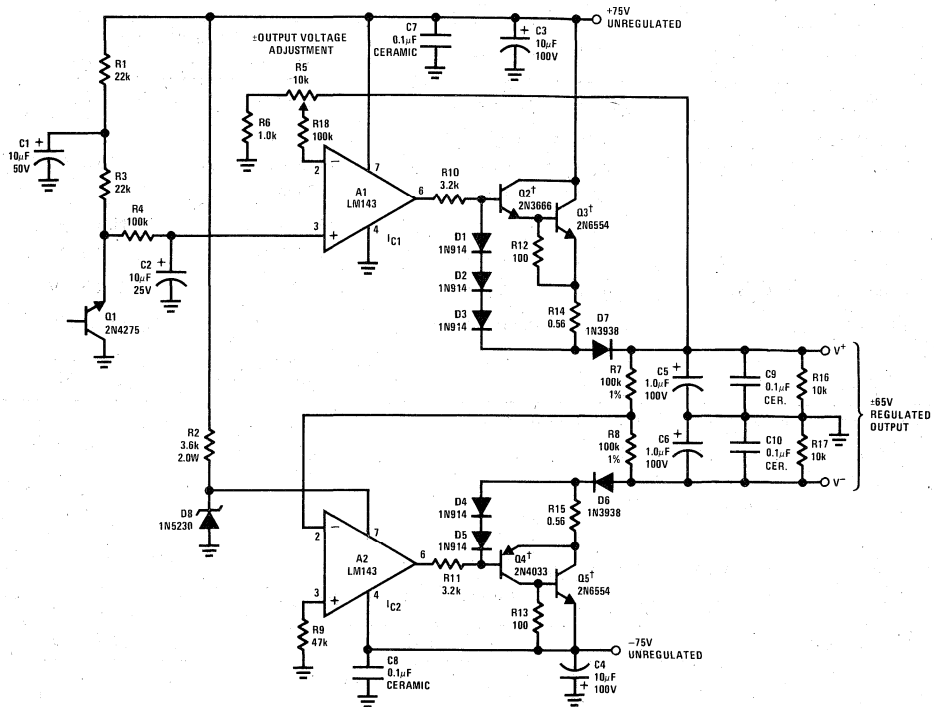 +75V
UNREGULATED
C7
0.1μF
CERAMIC
C3
10μF
100V
+
±OUTPUT VOLTAGE
ADJUSTMENT
R5
10k
R1
22k
R6
1.0k
R18
100k
C1
10μF
50V
+
R3
22k
R4
100k
C2
10μF
25V
+
2
−
7
A1
LM143
6
3
+
4
IC1
R10
3.2k
Q2†
2N3666
Q3†
2N6554
R12
100
D1
1N914
D2
1N914
D3
1N914
R14
0.56
D7
1N3938
Q1
2N4275
V+
R7
100k
1%
C5
1.0μF
100V
+
C9
0.1μF
CER.
R16
10k
±65V
REGULATED
OUTPUT
R8
100k
1%
C6
1.0μF
100V
+
C10
0.1μF
CER.
R17
10k
V−
R2
3.6k
2.0W
D8
1N5230
D6
1N3938
D4
1N914
D5
1N914
R15
0.56
2
−
7
A2
LM143
6
3
+
4
IC2
R11
3.2k
Q4†
2N4033
Q5†
2N6554
R13
100
R9
47k
−75V
UNREGULATED
C8
0.1μF
CERAMIC
C4
10μF
100V
+